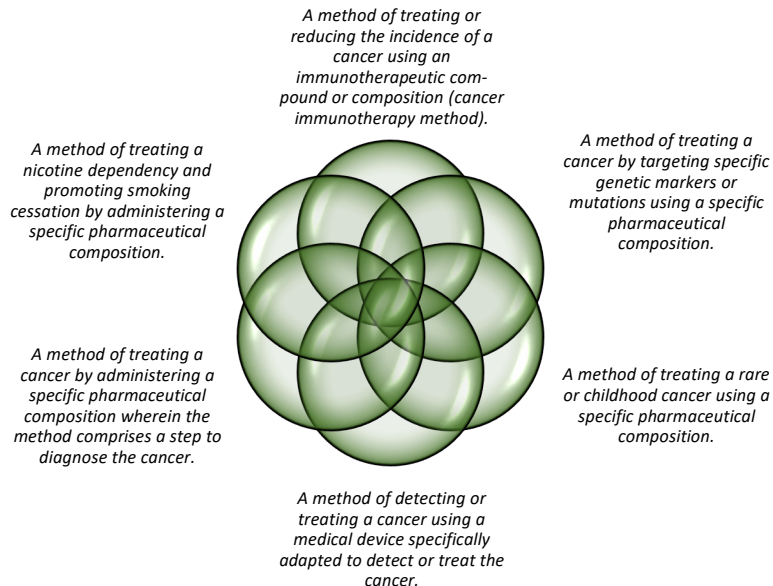 A method of treating or
reducing the incidence of a
cancer using an
immunotherapeutic com-
pound or composition (cancer
immunotherapy method).
A method of treating a
cancer by targeting specific
genetic markers or
mutations using a specific
pharmaceutical
composition.
A method of treating a rare
or childhood cancer using a
specific pharmaceutical
composition.
A method of detecting or
treating a cancer using a
medical device specifically
adapted to detect or treat the
cancer.
A method of treating a
cancer by administering a
specific pharmaceutical
composition wherein the
method comprises a step to
diagnose the cancer.
A method of treating a
nicotine dependency and
promoting smoking
cessation by administering a
specific pharmaceutical
composition.